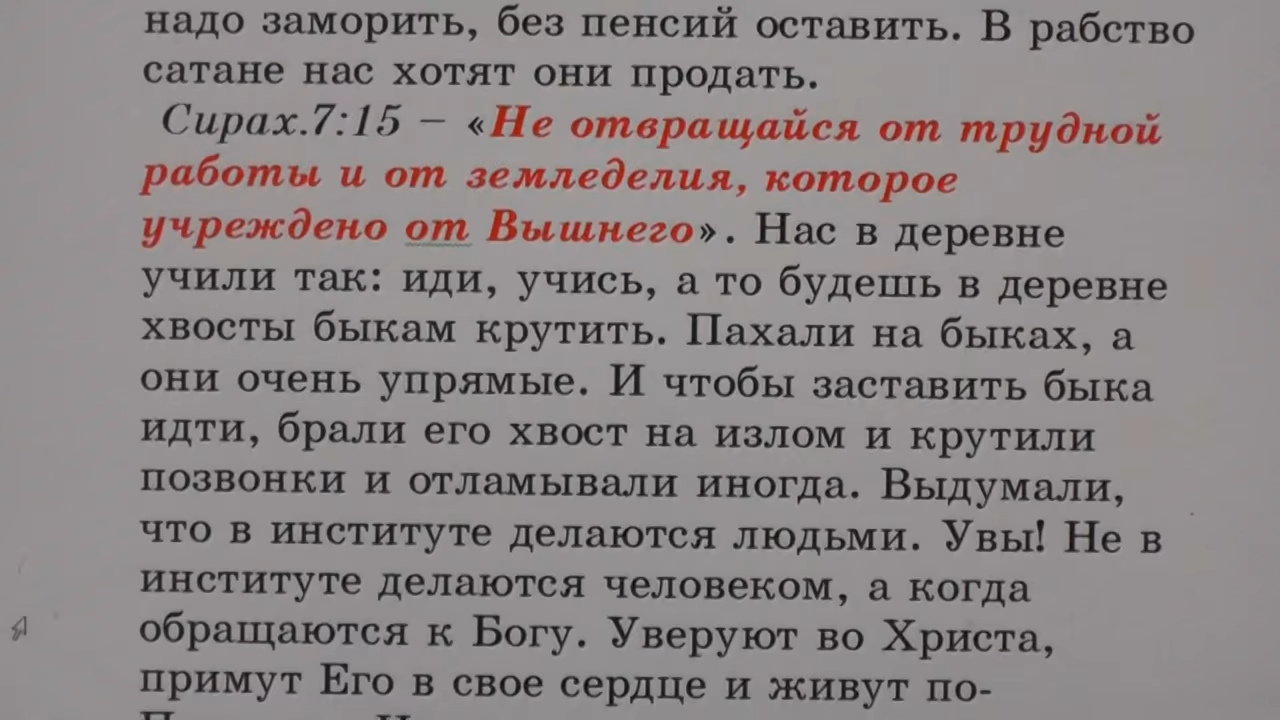 надо заморить, без пенсий оставить. В рабство
сатане нас хотят они продать.
Сирах.7:15 – «Не отвращайся от трудной
работы и от земледелия, которое
учреждено от Вышнего». Нас в деревне
учили так: иди, учись, а то будешь в деревне
хвосты быкам крутить. Пахали на быках, а
они очень упрямые. И чтобы заставить быка
идти, брали его хвост на излом и крутили
позвонки и отламывали иногда. Выдумали,
что в институте делаются людьми. Увы! Не в
институте делаются человеком, а когда
обращаются к Богу. Уверуют во Христа,
примут Его в свое сердце и живут по-